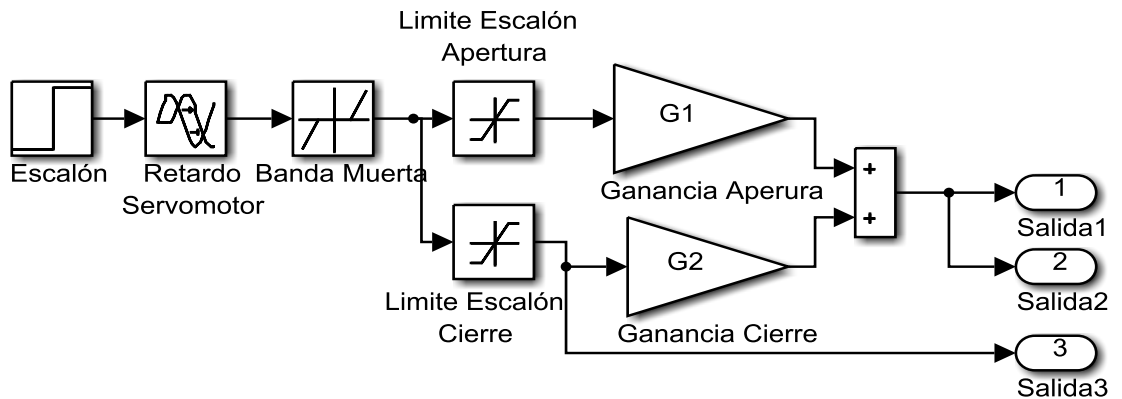 Limite Escalón
Apertura
G1
Escalón
Retardo
Servomotor
Banda Muerta
Ganancia Aperura
+
+
1
Salida1
G2
2
Salida2
Limite Escalón
Cierre
Ganancia Cierre
3
Salida3